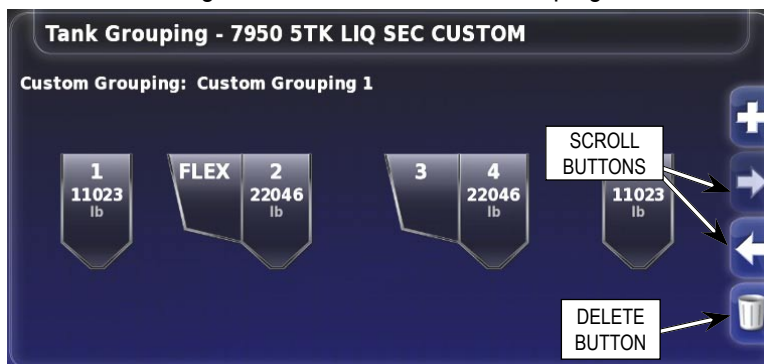 Tank Grouping - 7950 5TK LIQ SEC CUSTOM
Custom Grouping: Custom Grouping 1
SCROLL
BUTTONS
1 FLEX 2 3 4
11023 22046 22046 11023
lb lb lb lb
DELETE
BUTTON